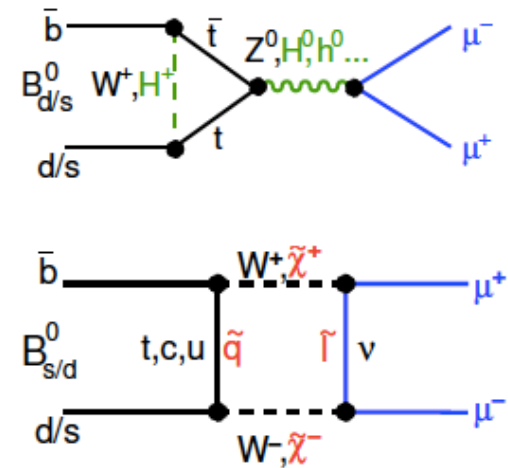 b̄ t̄ Z⁰,H⁰,h⁰... μ⁻
B⁰d/s W⁺,H⁺
d/s t μ⁺
b̄ W⁺,χ̃⁺ μ⁺
B⁰s/d t,c,u q̃ l̃ ν
d/s W⁻,χ̃⁻ μ⁻